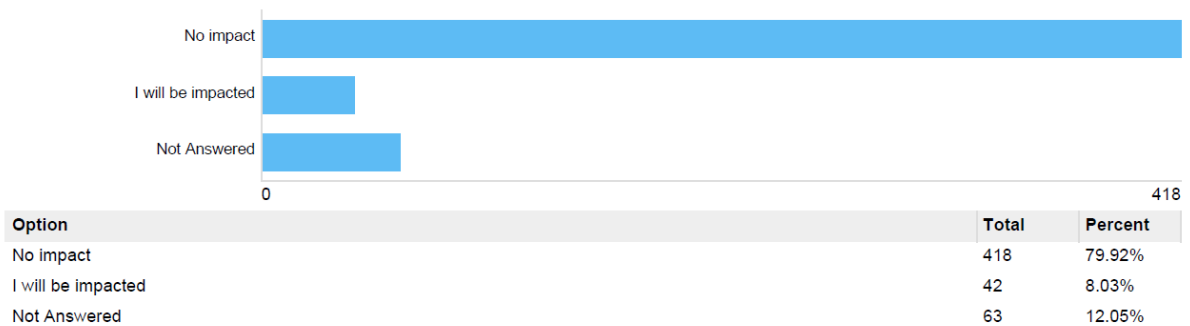 No impact
I will be impacted
Not Answered
0 418
Option Total Percent
No impact 418 79.92%
I will be impacted 42 8.03%
Not Answered 63 12.05%